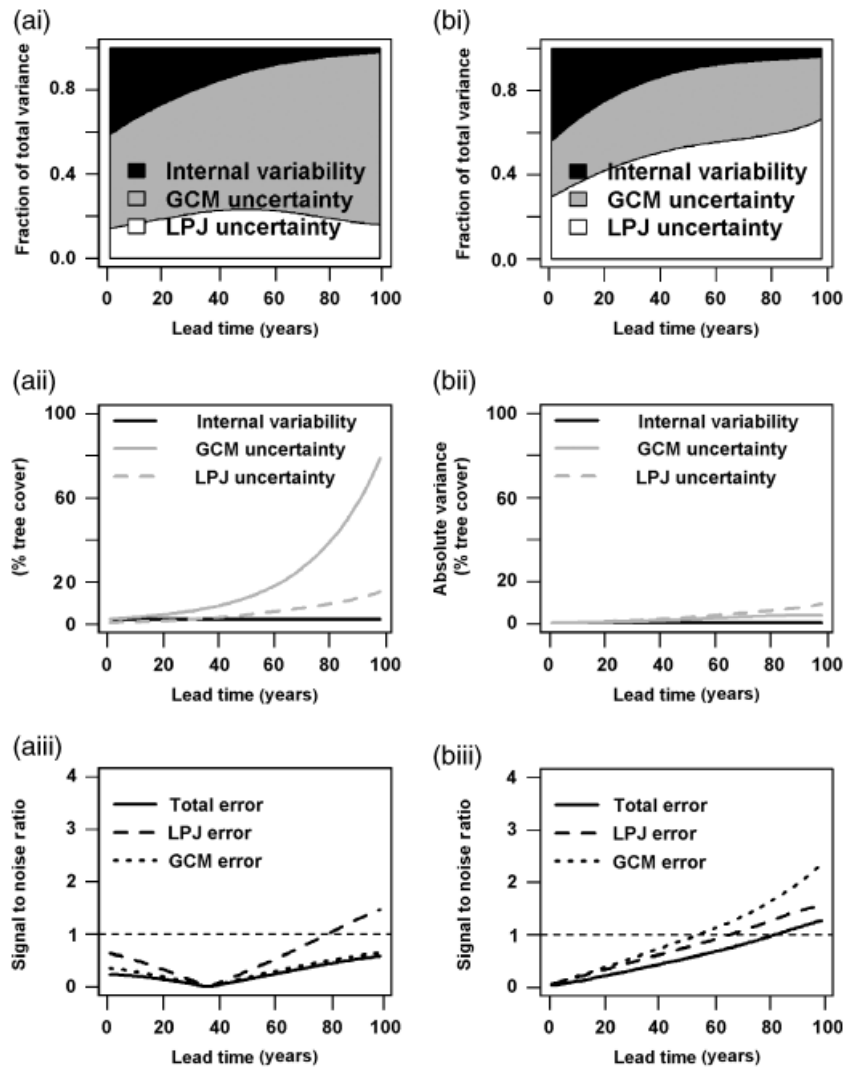 (ai)
Fraction of total variance
0.8
0.4
0.0
Internal variability
GCM uncertainty
LPJ uncertainty
0 20 40 60 80 100
Lead time (years)
(bi)
Fraction of total variance
0.8
0.4
0.0
Internal variability
GCM uncertainty
LPJ uncertainty
0 20 40 60 80 100
Lead time (years)
(aii)
(% tree cover)
100
60
20
0
Internal variability
GCM uncertainty
LPJ uncertainty
0 20 40 60 80 100
Lead time (years)
(bii)
Absolute variance
(% tree cover)
100
60
20
0
Internal variability
GCM uncertainty
LPJ uncertainty
0 20 40 60 80 100
Lead time (years)
(aiii)
Signal to noise ratio
4
3
2
1
0
Total error
LPJ error
GCM error
0 20 40 60 80 100
Lead time (years)
(biii)
Signal to noise ratio
4
3
2
1
0
Total error
LPJ error
GCM error
0 20 40 60 80 100
Lead time (years)